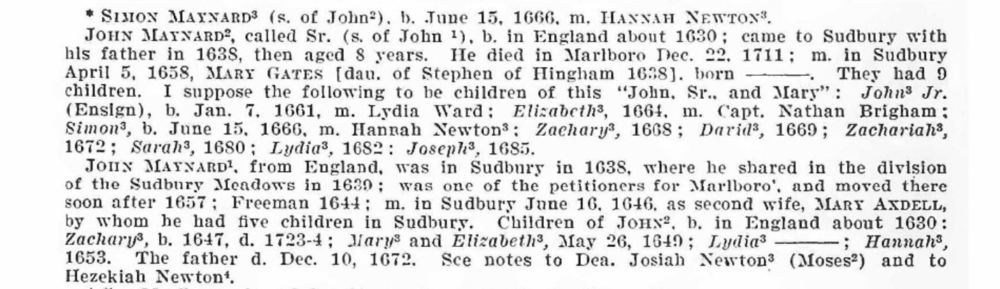 * SIMON MAYNARD³ (s. of John²), b. June 15, 1666, m. HANNAH NEWTON³.
JOHN MAYNARD², called Sr. (s. of John ¹), b. in England about 1630; came to Sudbury with
his father in 1638, then aged 8 years. He died in Marlboro Dec. 22, 1711; m. in Sudbury
April 5, 1658, MARY GATES [dau. of Stephen of Hingham 1638], born ———. They had 9
children. I suppose the following to be children of this "John, Sr., and Mary": John³ Jr.
(Ensign), b. Jan. 7, 1661, m. Lydia Ward; Elizabeth³, 1664, m. Capt. Nathan Brigham;
Simon³, b. June 15, 1666, m. Hannah Newton³; Zachary³, 1668; David³, 1669; Zachariah³,
1672; Sarah³, 1680; Lydia³, 1682: Joseph³, 1685.
JOHN MAYNARD¹, from England, was in Sudbury in 1638, where he shared in the division
of the Sudbury Meadows in 1639; was one of the petitioners for Marlboro', and moved there
soon after 1657; Freeman 1644; m. in Sudbury June 16, 1646, as second wife, MARY AXDELL,
by whom he had five children in Sudbury. Children of JOHN², b. in England about 1630:
Zachary³, b. 1647, d. 1723-4; Mary³ and Elizabeth³, May 26, 1649; Lydia³ ———; Hannah³,
1653. The father d. Dec. 10, 1672. See notes to Dea. Josiah Newton³ (Moses²) and to
Hezekiah Newton⁴.